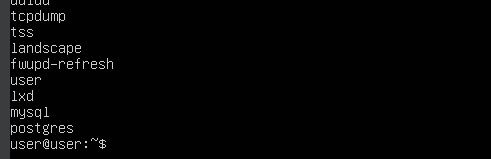 tcpdump
tss
landscape
fwupd-refresh
user
lxd
mysql
postgres
user@user:~$